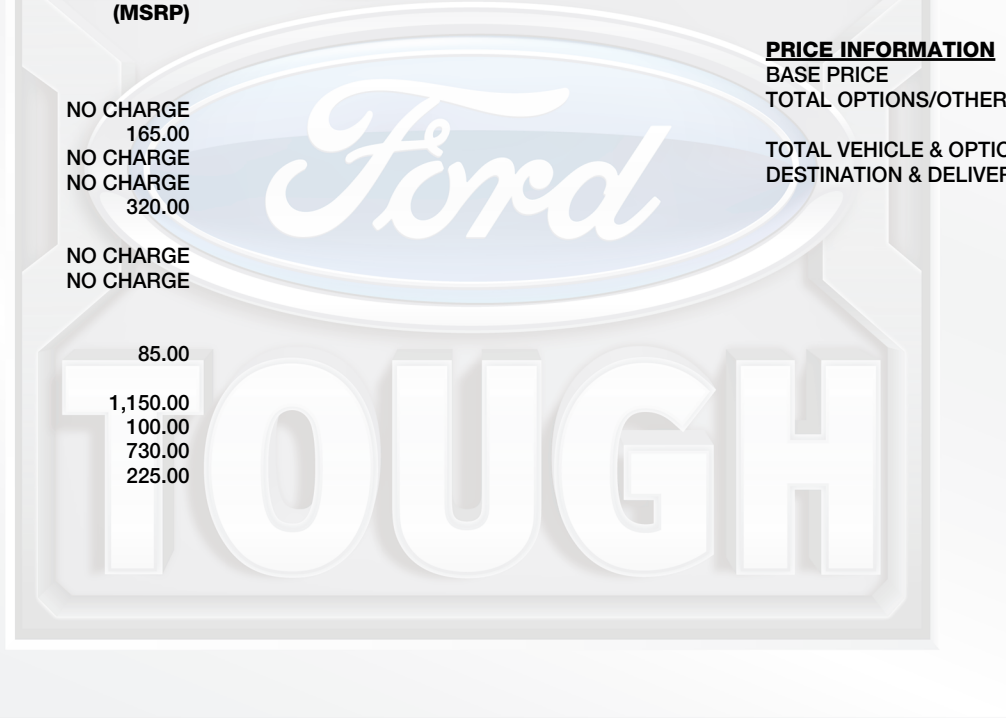 (MSRP)
NO CHARGE
165.00
NO CHARGE
NO CHARGE
320.00
NO CHARGE
NO CHARGE
85.00
1,150.00
100.00
730.00
225.00
PRICE INFORMATION
BASE PRICE
TOTAL OPTIONS/OTHER
TOTAL VEHICLE &
DESTINATION &
Ford
TOUGH